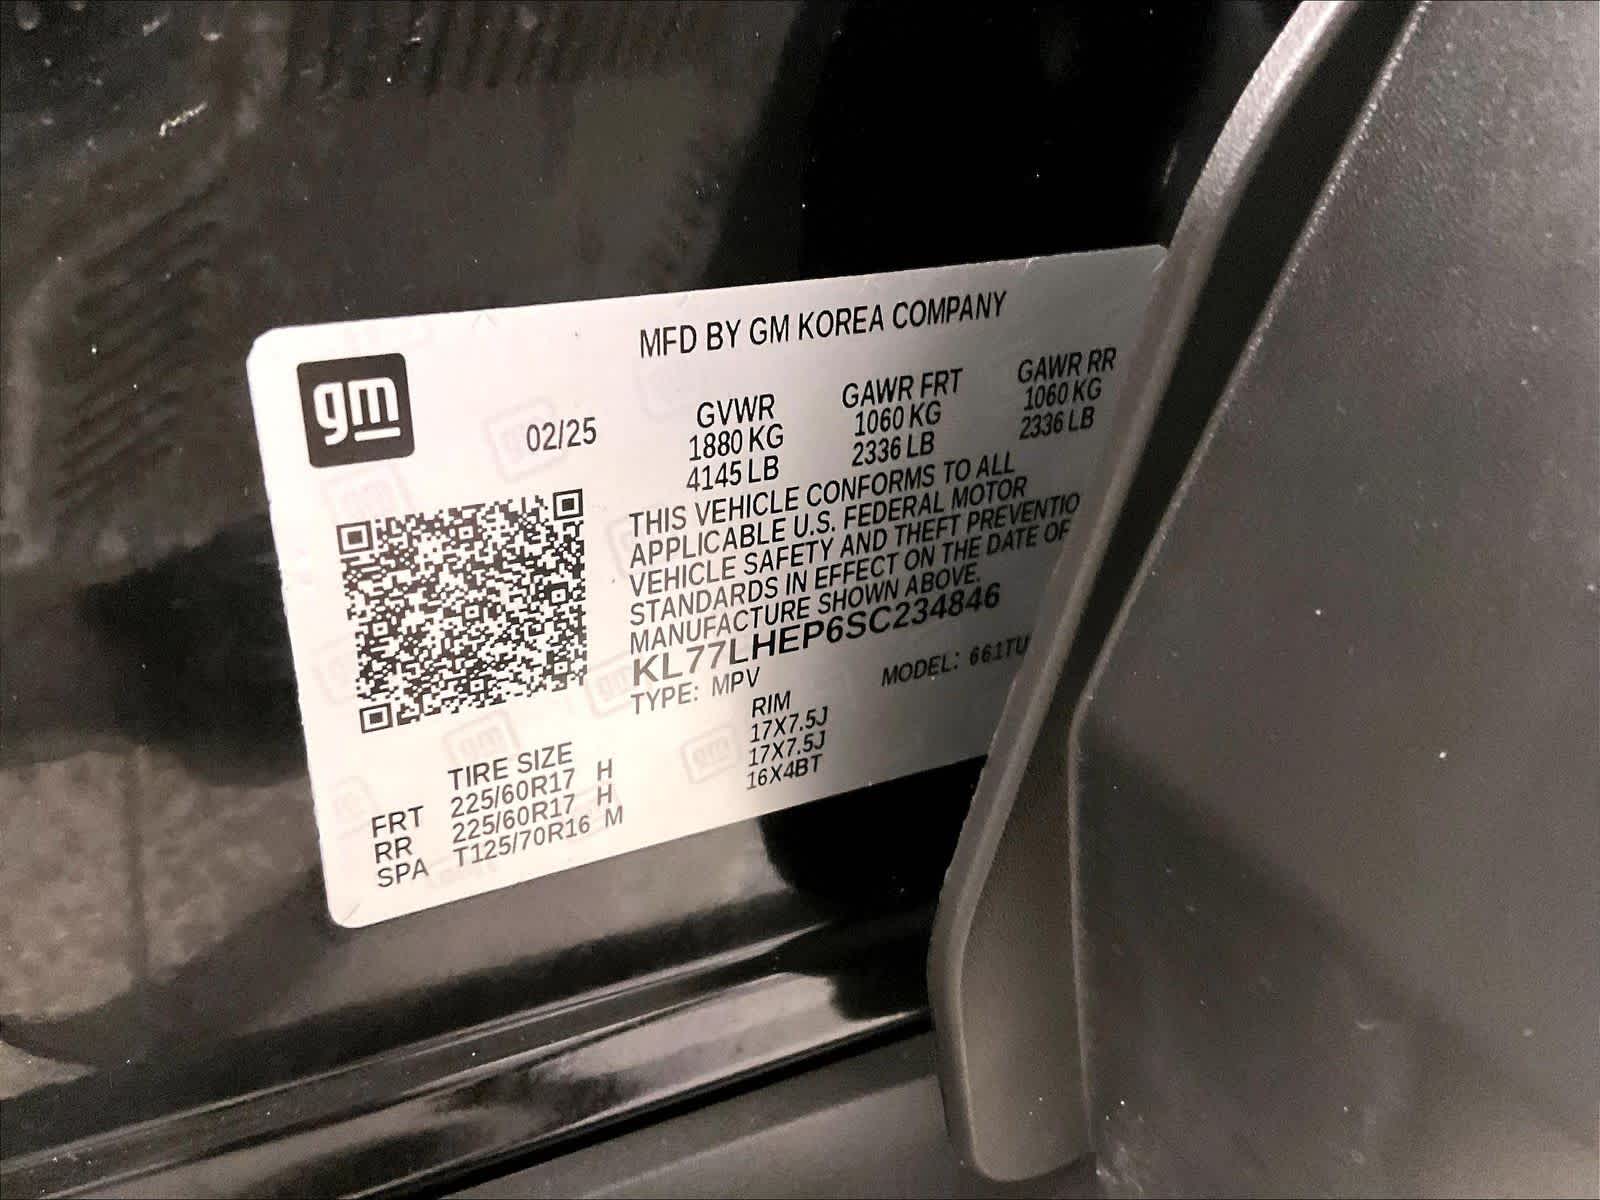 MFD BY GM KOREA COMPANY
gm
02/25
GVWR GAWR FRT GAWR RR
1880 KG 1060 KG 1060 KG
4145 LB 2336 LB 2336 LB
THIS VEHICLE CONFORMS TO ALL
APPLICABLE U.S. FEDERAL MOTOR
VEHICLE SAFETY AND THEFT PREVENTIO
STANDARDS IN EFFECT ON THE DATE OF
MANUFACTURE SHOWN ABOVE.
KL77LHEP6SC234846
TYPE: MPV MODEL: 661TU
TIRE SIZE RIM
FRT 225/60R17 H 17X7.5J
RR 225/60R17 H 17X7.5J
SPA T125/70R16 M 16X4BT